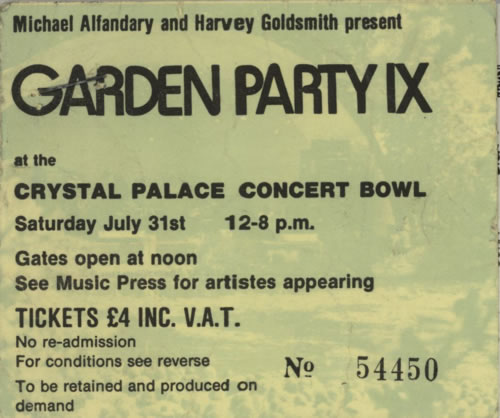 Michael Alfandary and Harvey Goldsmith present
GARDEN PARTY IX
at the
CRYSTAL PALACE CONCERT BOWL
Saturday July 31st 12-8 p.m.
Gates open at noon
See Music Press for artistes appearing
TICKETS £4 INC. V.A.T.
No re-admission
For conditions see reverse
To be retained and produced on
demand
Nº 54450